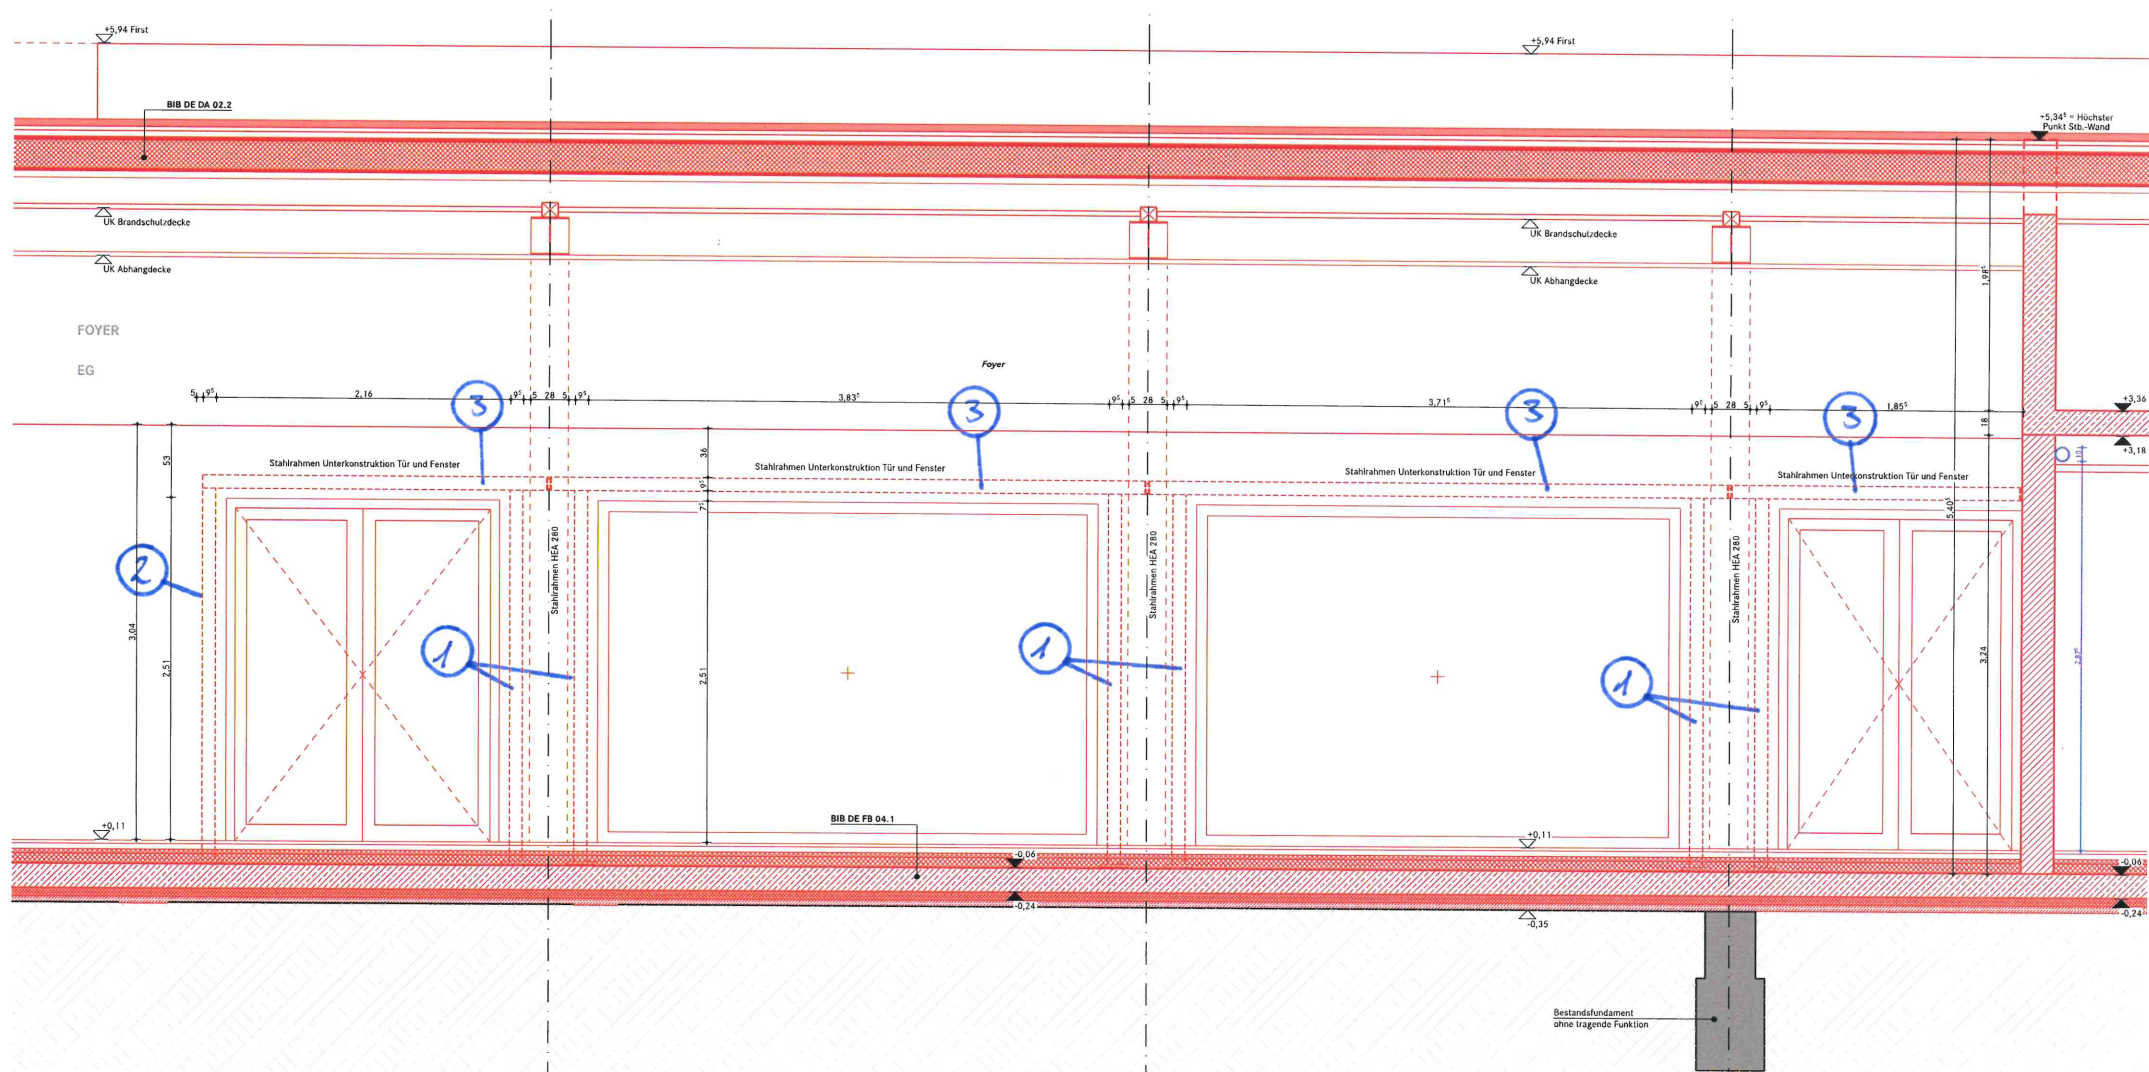 +5,94 First
+5,94 First
BIB DE DA 02.2
+5,34⁵ = Höchster
Punkt Stb.-Wand
UK Brandschutzdecke
UK Brandschutzdecke
UK Abhangdecke
UK Abhangdecke
1,98⁵
FOYER
EG
Foyer
5 9⁵ 2,16 9⁵ 5 28 5 9⁵ 3,83⁵ 9⁵ 5 28 5 9⁵ 3,71⁵ 9⁵ 5 28 5 9⁵ 1,85⁵
+3,36
3
3
3
3
18
+3,18
10
53
36
9⁵
7⁵
Stahlrahmen Unterkonstruktion Tür und Fenster
Stahlrahmen Unterkonstruktion Tür und Fenster
Stahlrahmen Unterkonstruktion Tür und Fenster
Stahlrahmen Unterkonstruktion Tür und Fenster
5,40⁵
Stahlrahmen HEA 280
Stahlrahmen HEA 280
Stahlrahmen HEA 280
2
1
1
1
3,04
2,51
2,51
3,24
2,87⁵
+0,11
BIB DE FB 04.1
+0,11
-0,06
-0,06
-0,24
-0,24
-0,35
Bestandsfundament
ohne tragende Funktion